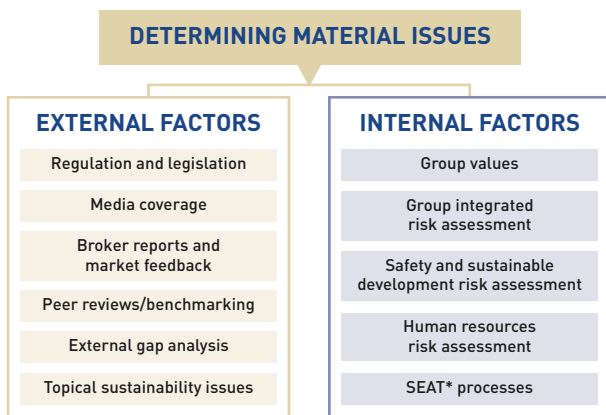 DETERMINING MATERIAL ISSUES
EXTERNAL FACTORS
Regulation and legislation
Media coverage
Broker reports and
market feedback
Peer reviews/benchmarking
External gap analysis
Topical sustainability issues
INTERNAL FACTORS
Group values
Group integrated
risk assessment
Safety and sustainable
development risk assessment
Human resources
risk assessment
SEAT* processes